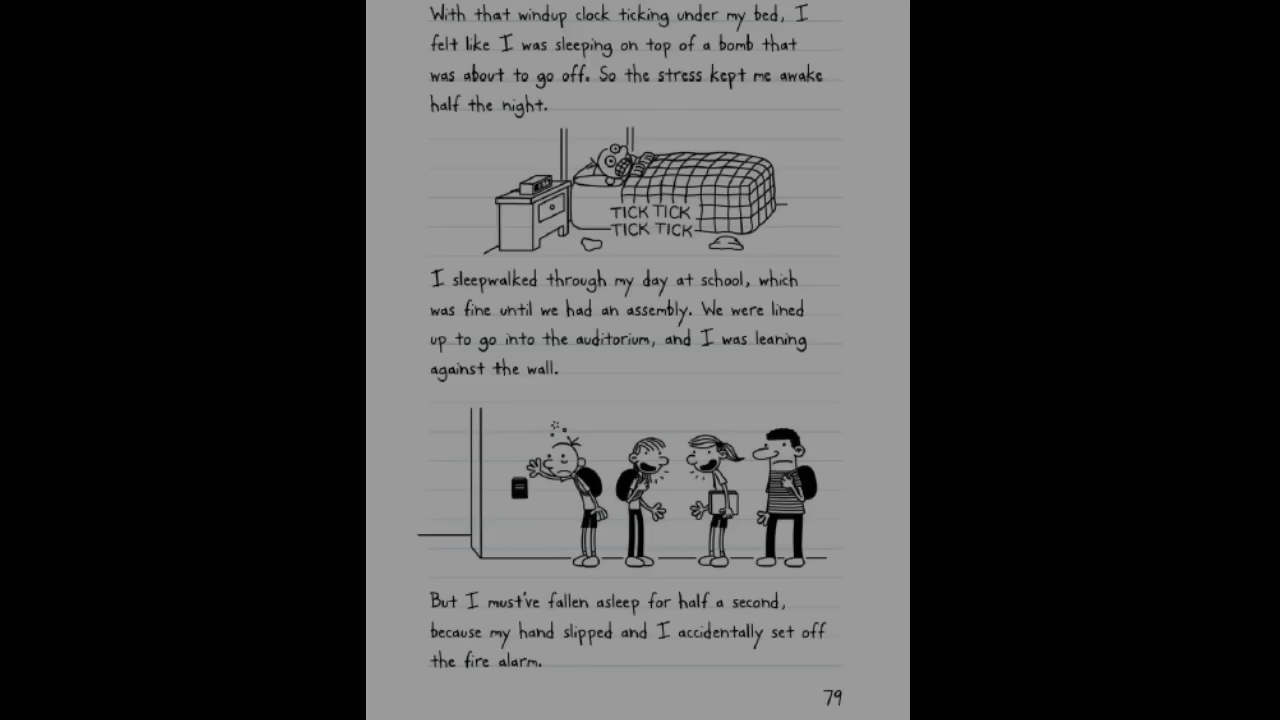 With that windup clock ticking under my bed, I
felt like I was sleeping on top of a bomb that
was about to go off. So the stress kept me awake
half the night.
TICK TICK
TICK TICK
I sleepwalked through my day at school, which
was fine until we had an assembly. We were lined
up to go into the auditorium, and I was leaning
against the wall.
But I must've fallen asleep for half a second,
because my hand slipped and I accidentally set off
the fire alarm.
79